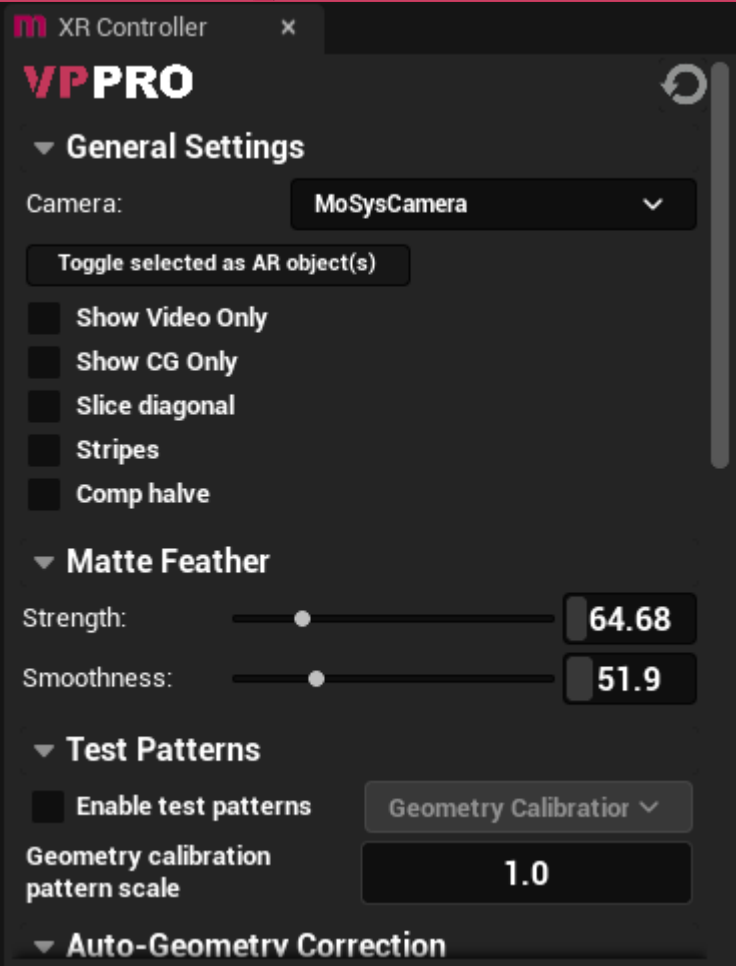 m XR Controller ×
VPPRO
General Settings
Camera: MoSysCamera
Toggle selected as AR object(s)
Show Video Only
Show CG Only
Slice diagonal
Stripes
Comp halve
Matte Feather
Strength: 64.68
Smoothness: 51.9
Test Patterns
Enable test patterns Geometry Calibration
Geometry calibration
pattern scale 1.0
Auto-Geometry Correction